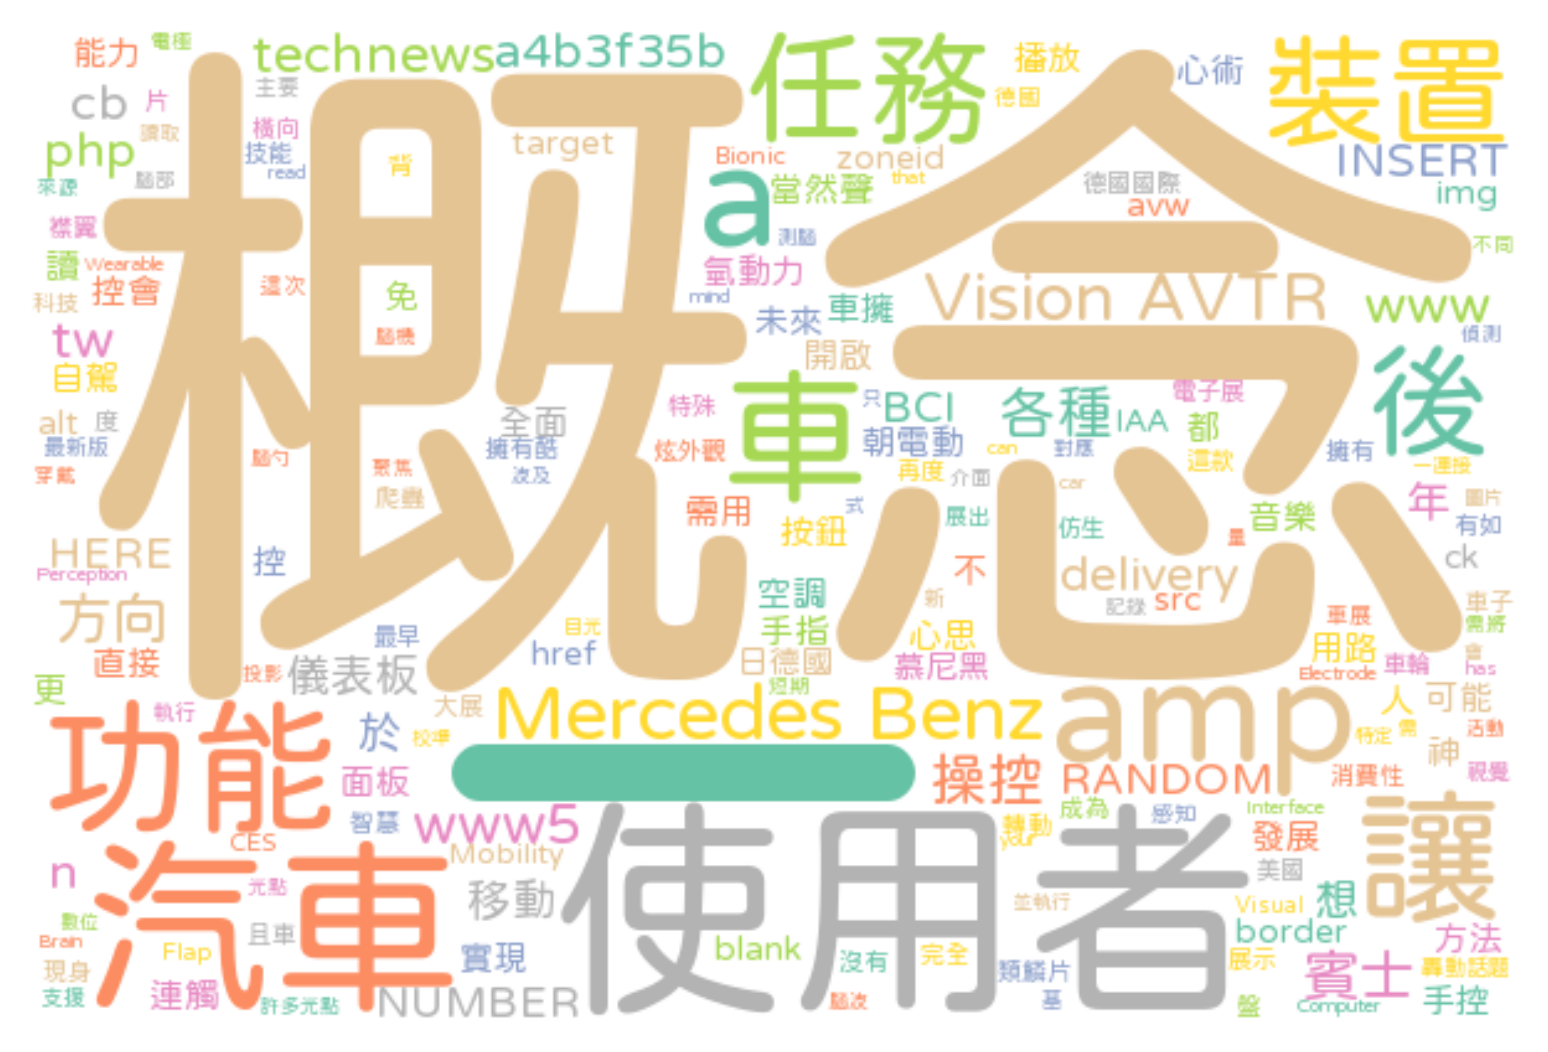 能力
電極
technews
a4b3f35b
任務
播放
心術
裝置
概念
主要
cb
片
德國
橫向
target
Bionic
zoneid
php
讀取
技能
read
背
a
當然聲
that
德國國際
INSERT
img
來源
腦部
avw
襟翼
測腦
不同
讀
Wearable
控會
這次
氫動力
科技
免
mind
Vision AVTR
www
未來
車擁
tw
腦機
偵測
自駕
開啟
後
車
特殊
只
BCI
各種
IAA
電子展
alt
度
全面
都
最新版
擁有酷
炫外觀
朝電動
can
對應
這款
擁有
穿戴
聚焦
再度
介面
一連接
爬蟲
car
年
圖片
需用
式
展出
音樂
按鈕
仿生
量
有如
HERE
控
不
ck
Perception
delivery
空調
新
記錄
src
方向
車子
車展
最早
目光
手指
心思
用路
需將
直接
href
日德國
慕尼黑
會
投影
儀表板
車輪
has
更
短期
Electrode
大展
Mercedes Benz
amp
人
可能
執行
功能
於
校準
特定
需
活動
一
神
面板
操控
RANDOM
消費性
視覺
www5
智慧
成為
感知
Interface
讓
CES
轉動
your
發展
汽車
使用者
Mobility
n
光點
移動
美國
想
並執行
Visual
數位
且車
border
Brain
Flap
實現
blank
沒有
完全
展示
方法
現身
類鱗片
賓士
轟動話題
支援
連觸
許多光點
NUMBER
腦波
基
盤
Computer
手控